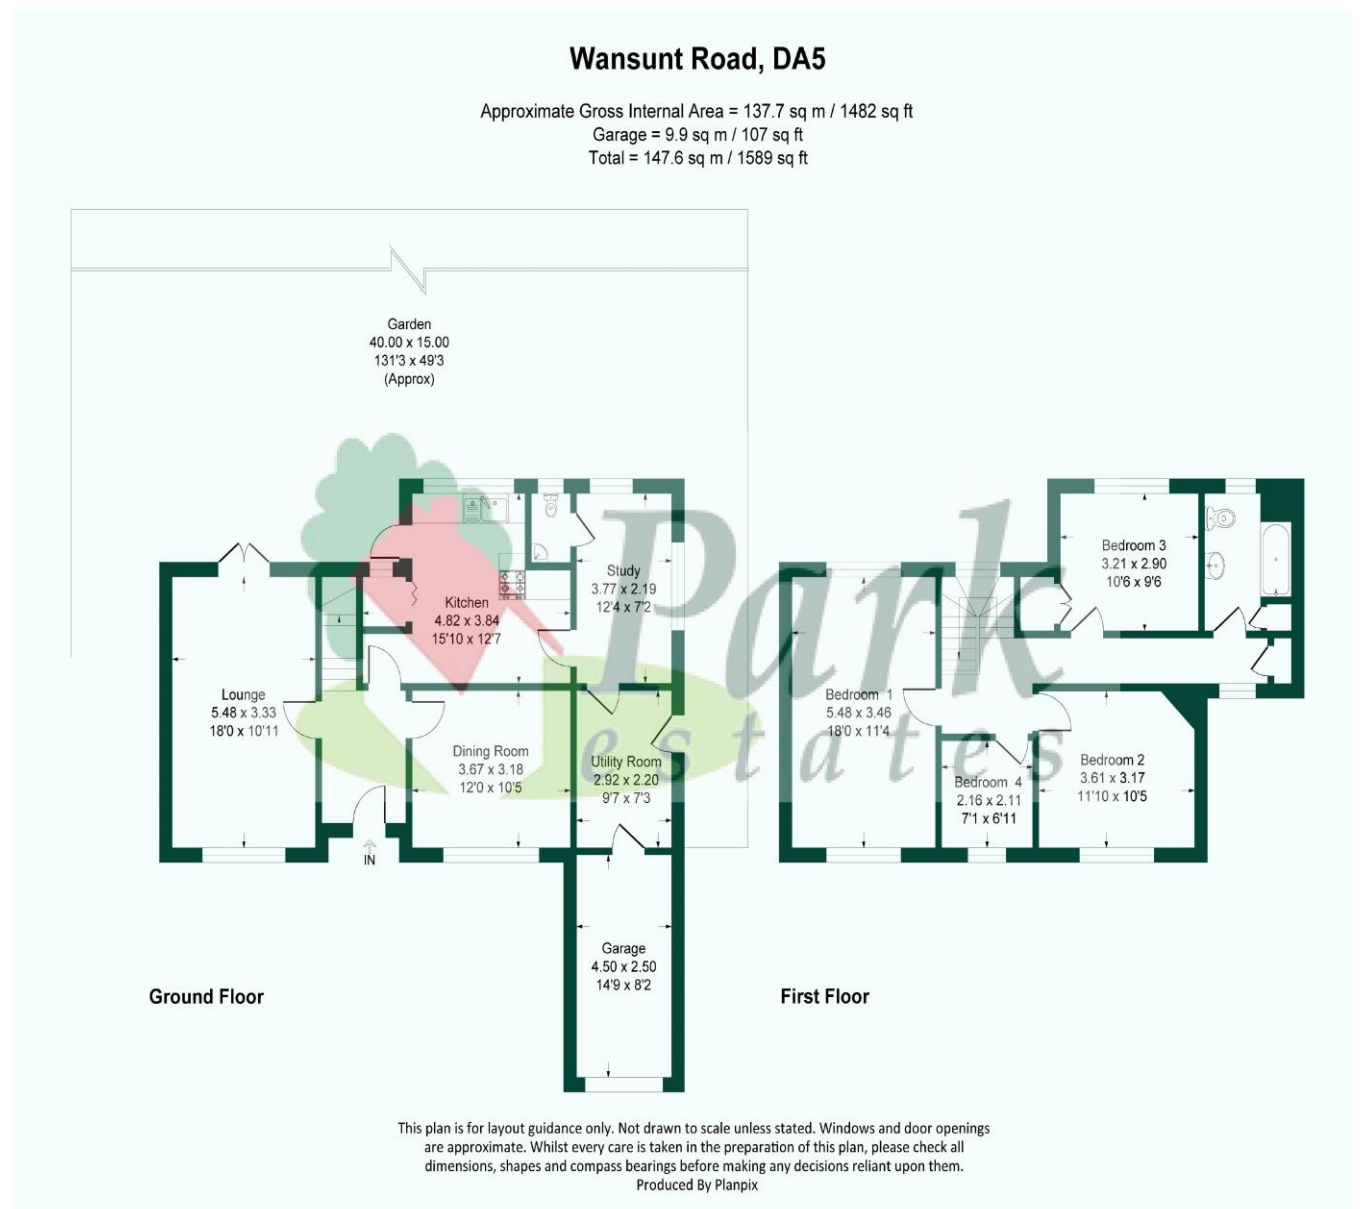 Wansunt Road, DA5
Approximate Gross Internal Area = 137.7 sq m / 1482 sq ft
Garage = 9.9 sq m / 107 sq ft
Total = 147.6 sq m / 1589 sq ft
Garden
40.00 x 15.00
131'3 x 49'3
(Approx)
Kitchen
4.82 x 3.84
15'10 x 12'7
Study
3.77 x 2.19
12'4 x 7'2
Lounge
5.48 x 3.33
18'0 x 10'11
Dining Room
3.67 x 3.18
12'0 x 10'5
Utility Room
2.92 x 2.20
9'7 x 7'3
IN
Garage
4.50 x 2.50
14'9 x 8'2
Ground Floor
Bedroom 3
3.21 x 2.90
10'6 x 9'6
Bedroom 1
5.48 x 3.46
18'0 x 11'4
Bedroom 4
2.16 x 2.11
7'1 x 6'11
Bedroom 2
3.61 x 3.17
11'10 x 10'5
First Floor
Park
estates
This plan is for layout guidance only. Not drawn to scale unless stated. Windows and door openings
are approximate. Whilst every care is taken in the preparation of this plan, please check all
dimensions, shapes and compass bearings before making any decisions reliant upon them.
Produced By Planpix